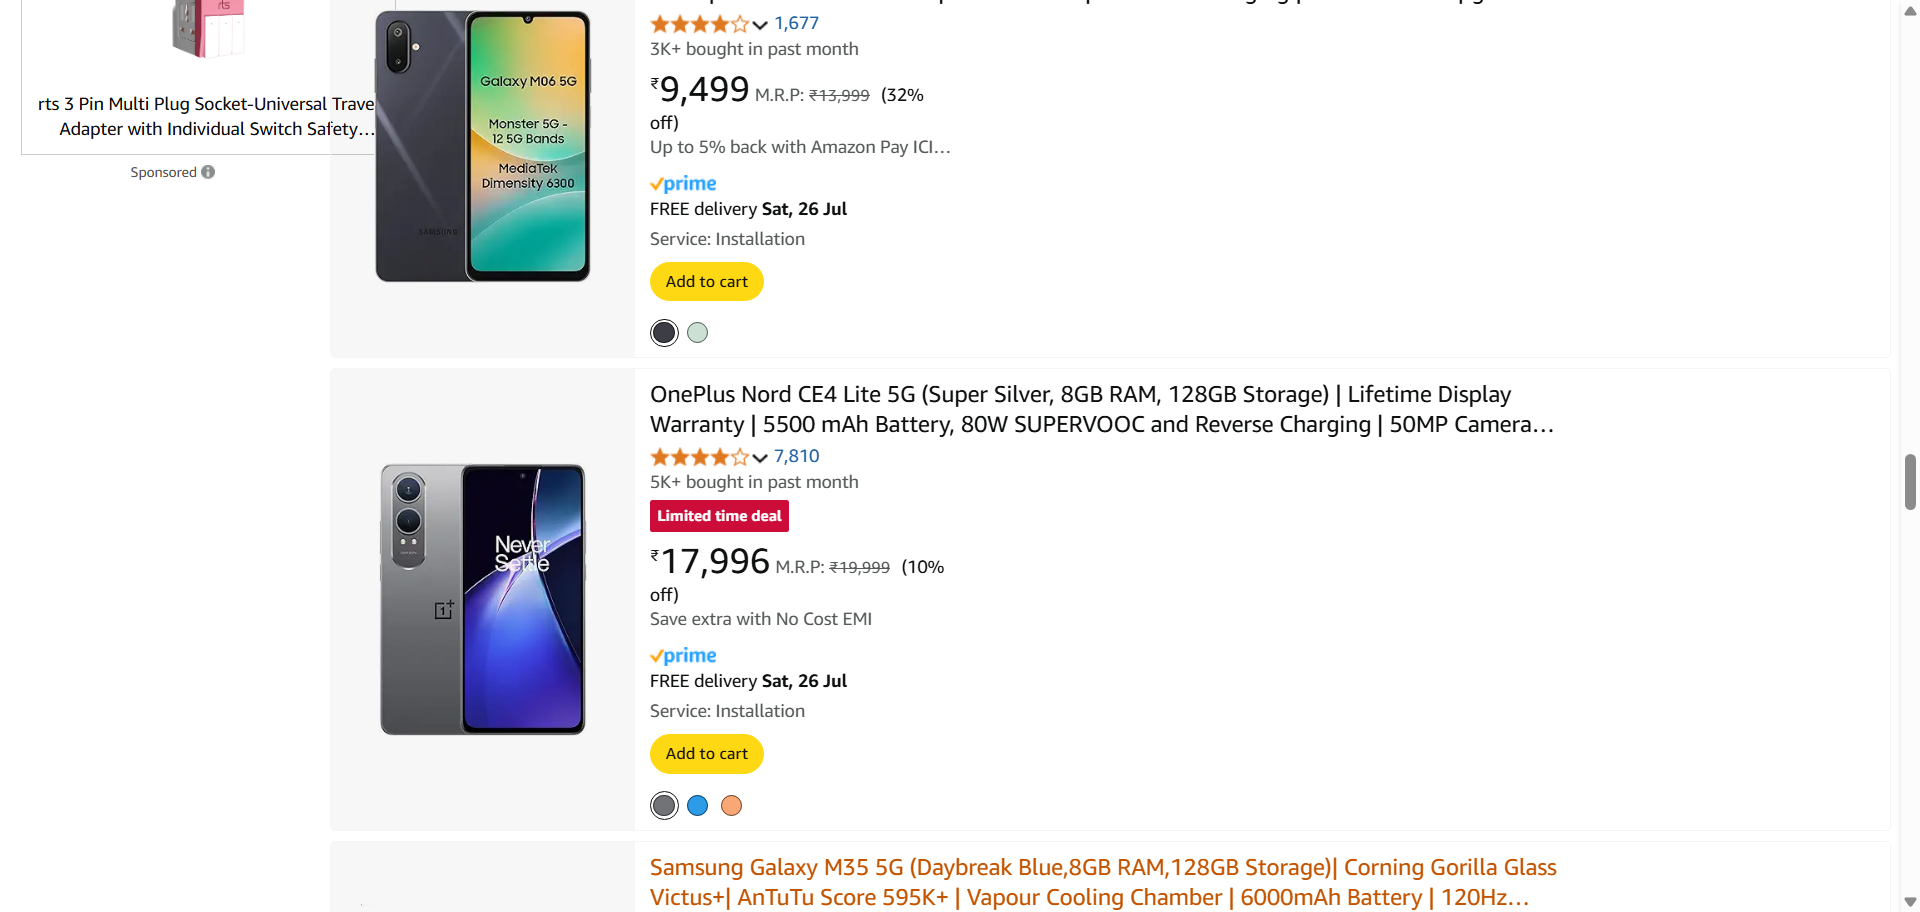 rts
rts 3 Pin Multi Plug Socket-Universal Trave
Adapter with Individual Switch Safety...
Sponsored
Galaxy M06 5G
Monster 5G -
12 5G Bands
MediaTek
Dimensity 6300
SAMSUNG
1,677
3K+ bought in past month
₹9,499 M.R.P: ₹13,999 (32%
off)
Up to 5% back with Amazon Pay ICI...
prime
FREE delivery Sat, 26 Jul
Service: Installation
Add to cart
Never
Settle
1+
OnePlus Nord CE4 Lite 5G (Super Silver, 8GB RAM, 128GB Storage) | Lifetime Display
Warranty | 5500 mAh Battery, 80W SUPERVOOC and Reverse Charging | 50MP Camera...
7,810
5K+ bought in past month
Limited time deal
₹17,996 M.R.P: ₹19,999 (10%
off)
Save extra with No Cost EMI
prime
FREE delivery Sat, 26 Jul
Service: Installation
Add to cart
Samsung Galaxy M35 5G (Daybreak Blue,8GB RAM,128GB Storage)| Corning Gorilla Glass
Victus+| AnTuTu Score 595K+ | Vapour Cooling Chamber | 6000mAh Battery | 120Hz...